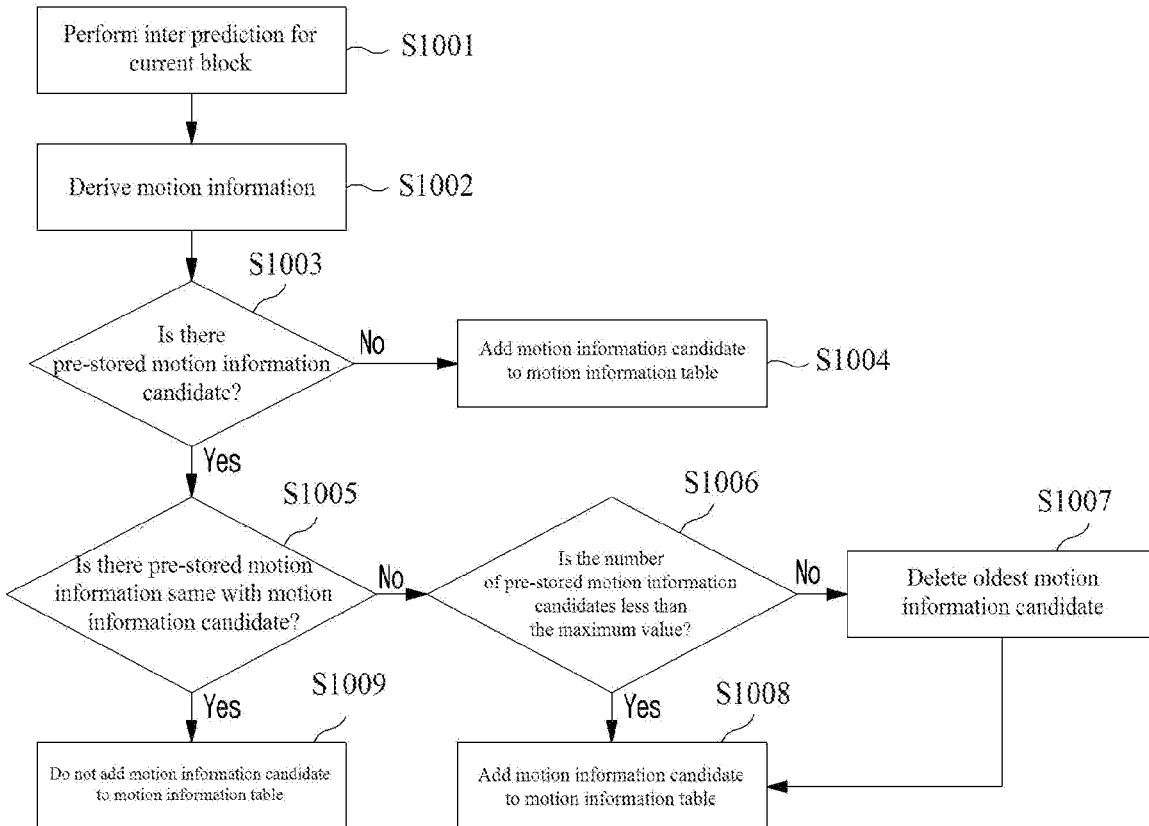 Perform inter prediction for
current block
S1001
Derive motion information
S1002
S1003
Is there
pre-stored motion information
candidate?
No
Add motion information candidate
to motion information table
S1004
Yes
S1005
Is there pre-stored motion
information same with motion
information candidate?
No
S1006
Is the number
of pre-stored motion information
candidates less than
the maximum value?
No
S1007
Delete oldest motion
information candidate
Yes
S1009
Do not add motion information candidate
to motion information table
Yes
S1008
Add motion information candidate
to motion information table